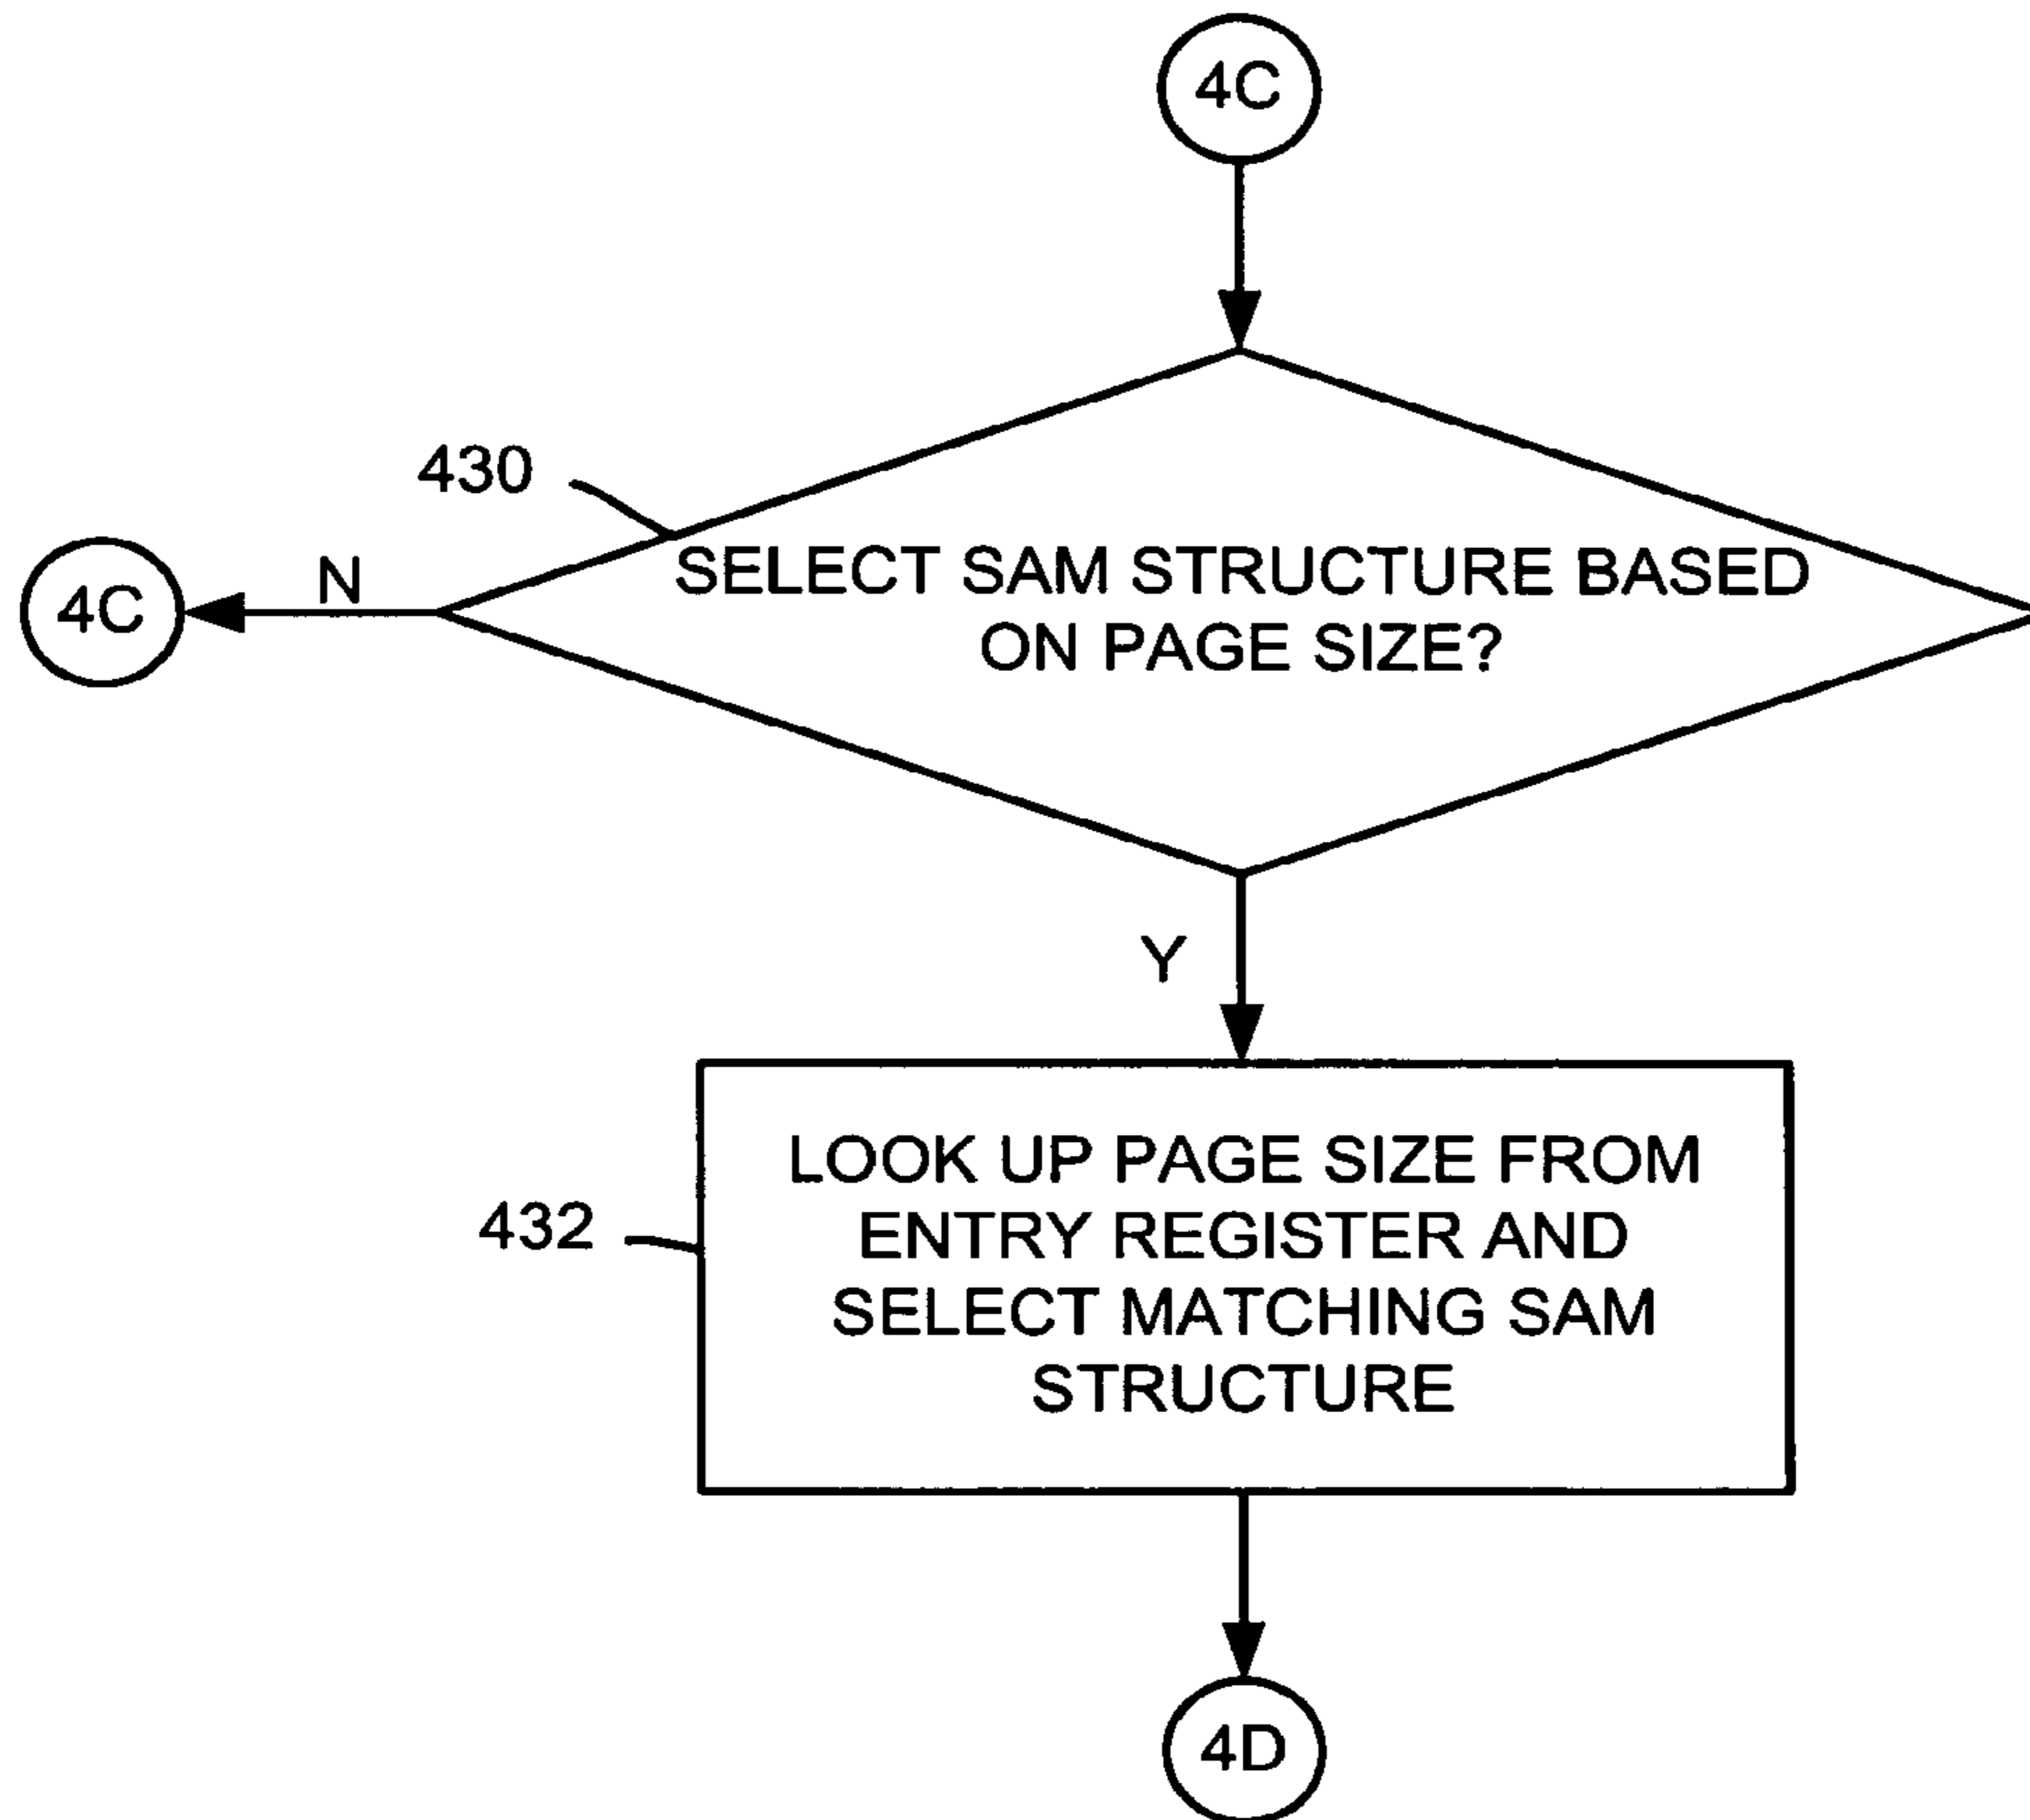 4C
430
SELECT SAM STRUCTURE BASED
ON PAGE SIZE?
N
4C
Y
432
LOOK UP PAGE SIZE FROM
ENTRY REGISTER AND
SELECT MATCHING SAM
STRUCTURE
4D